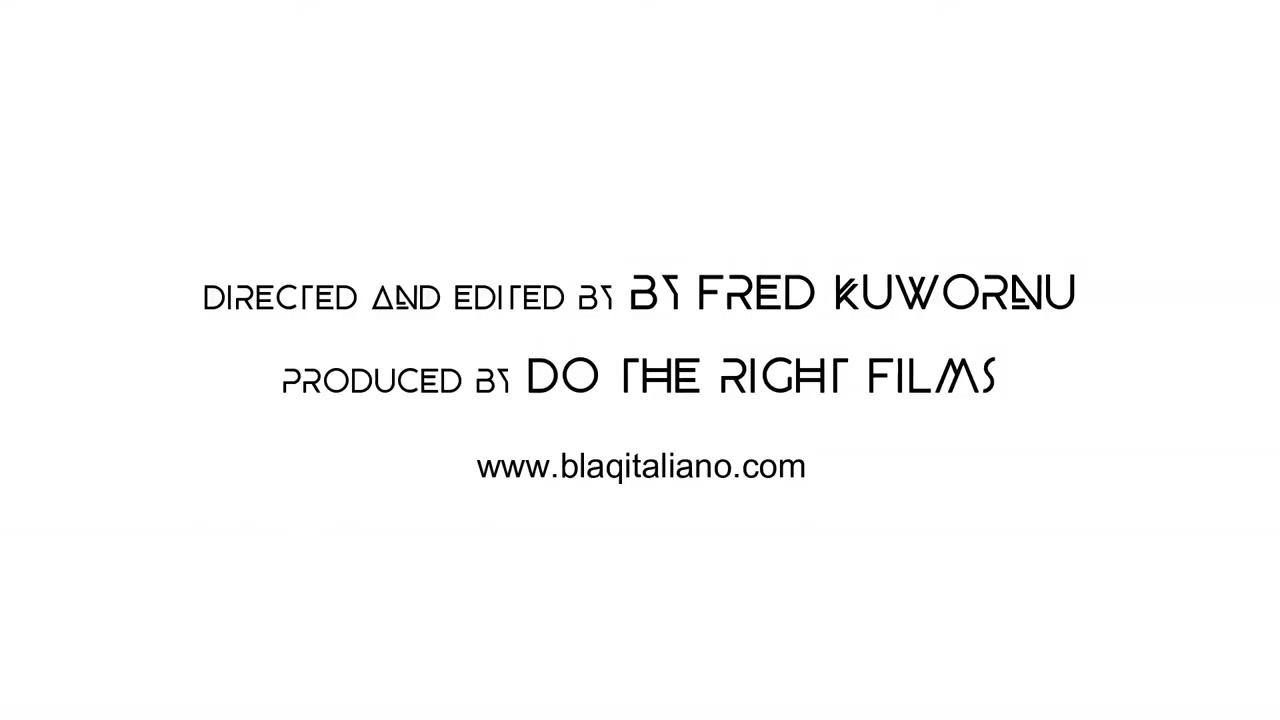 DIRECTED AND EDITED BY BY FRED KUWORNU
PRODUCED BY DO THE RIGHT FILMS
www.blaqitaliano.com